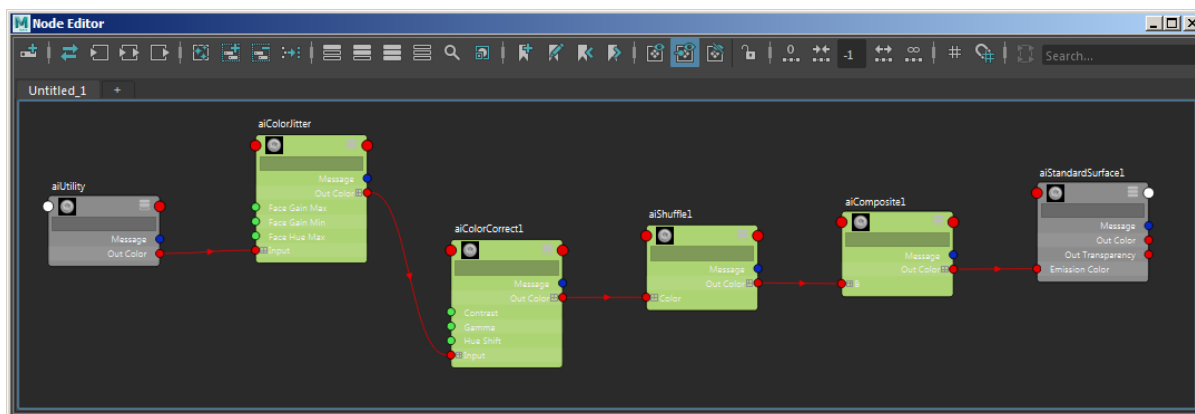 Node Editor
0
-1
∞
Search...
Untitled_1 +
aiUtility
Message
Out Color
aiColorJitter
Message
Out Color
Face Gain Max
Face Gain Min
Face Hue Max
Input
aiColorCorrect1
Message
Out Color
Contrast
Gamma
Hue Shift
Input
aiShuffle1
Message
Out Color
Color
aiComposite1
Message
Out Color
B
aiStandardSurface1
Message
Out Color
Out Transparency
Emission Color